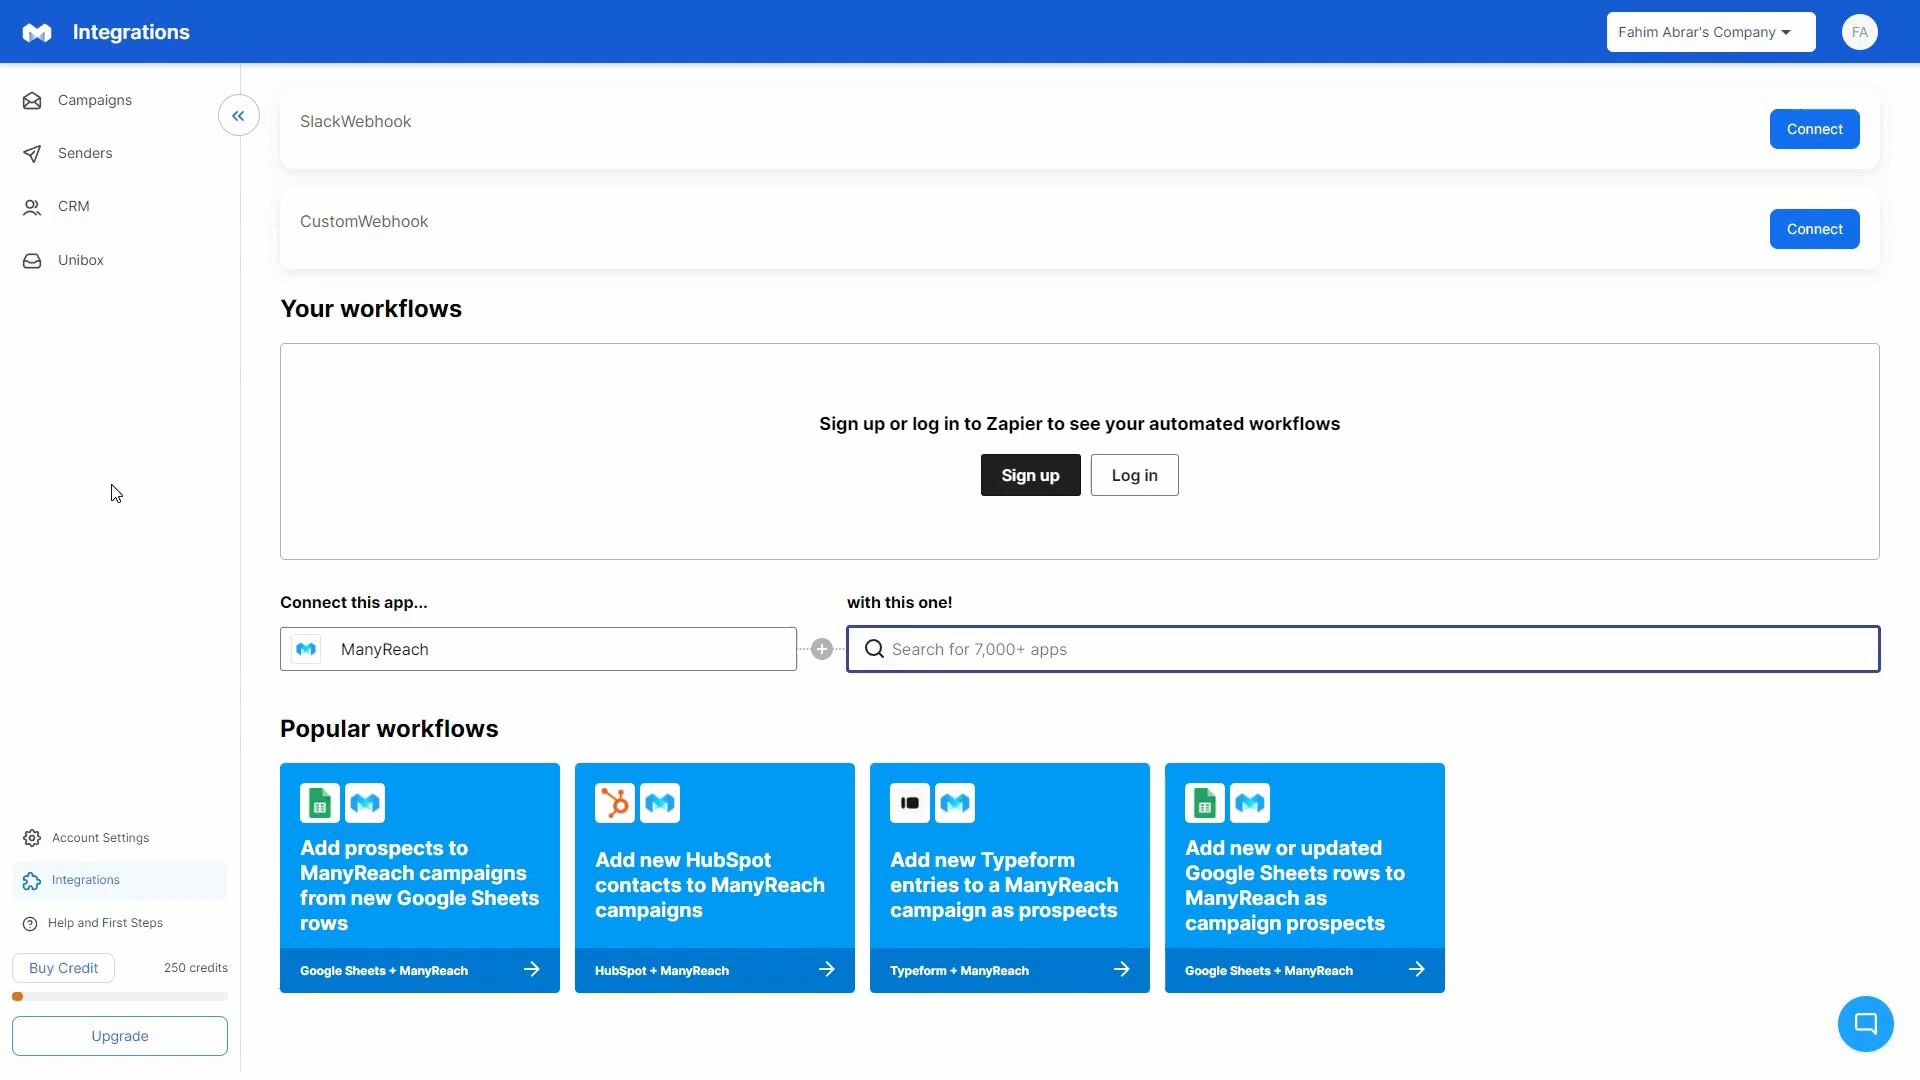 Integrations
Fahim Abrar's Company
FA
Campaigns
Senders
CRM
Unibox
SlackWebhook
Connect
CustomWebhook
Connect
Your workflows
Sign up or log in to Zapier to see your automated workflows
Sign up
Log in
Connect this app...
with this one!
ManyReach
Search for 7,000+ apps
Popular workflows
Add prospects to
ManyReach campaigns
from new Google Sheets
rows
Google Sheets + ManyReach
Add new HubSpot
contacts to ManyReach
campaigns
HubSpot + ManyReach
Add new Typeform
entries to a ManyReach
campaign as prospects
Typeform + ManyReach
Add new or updated
Google Sheets rows to
ManyReach as
campaign prospects
Google Sheets + ManyReach
Account Settings
Integrations
Help and First Steps
Buy Credit
250 credits
Upgrade